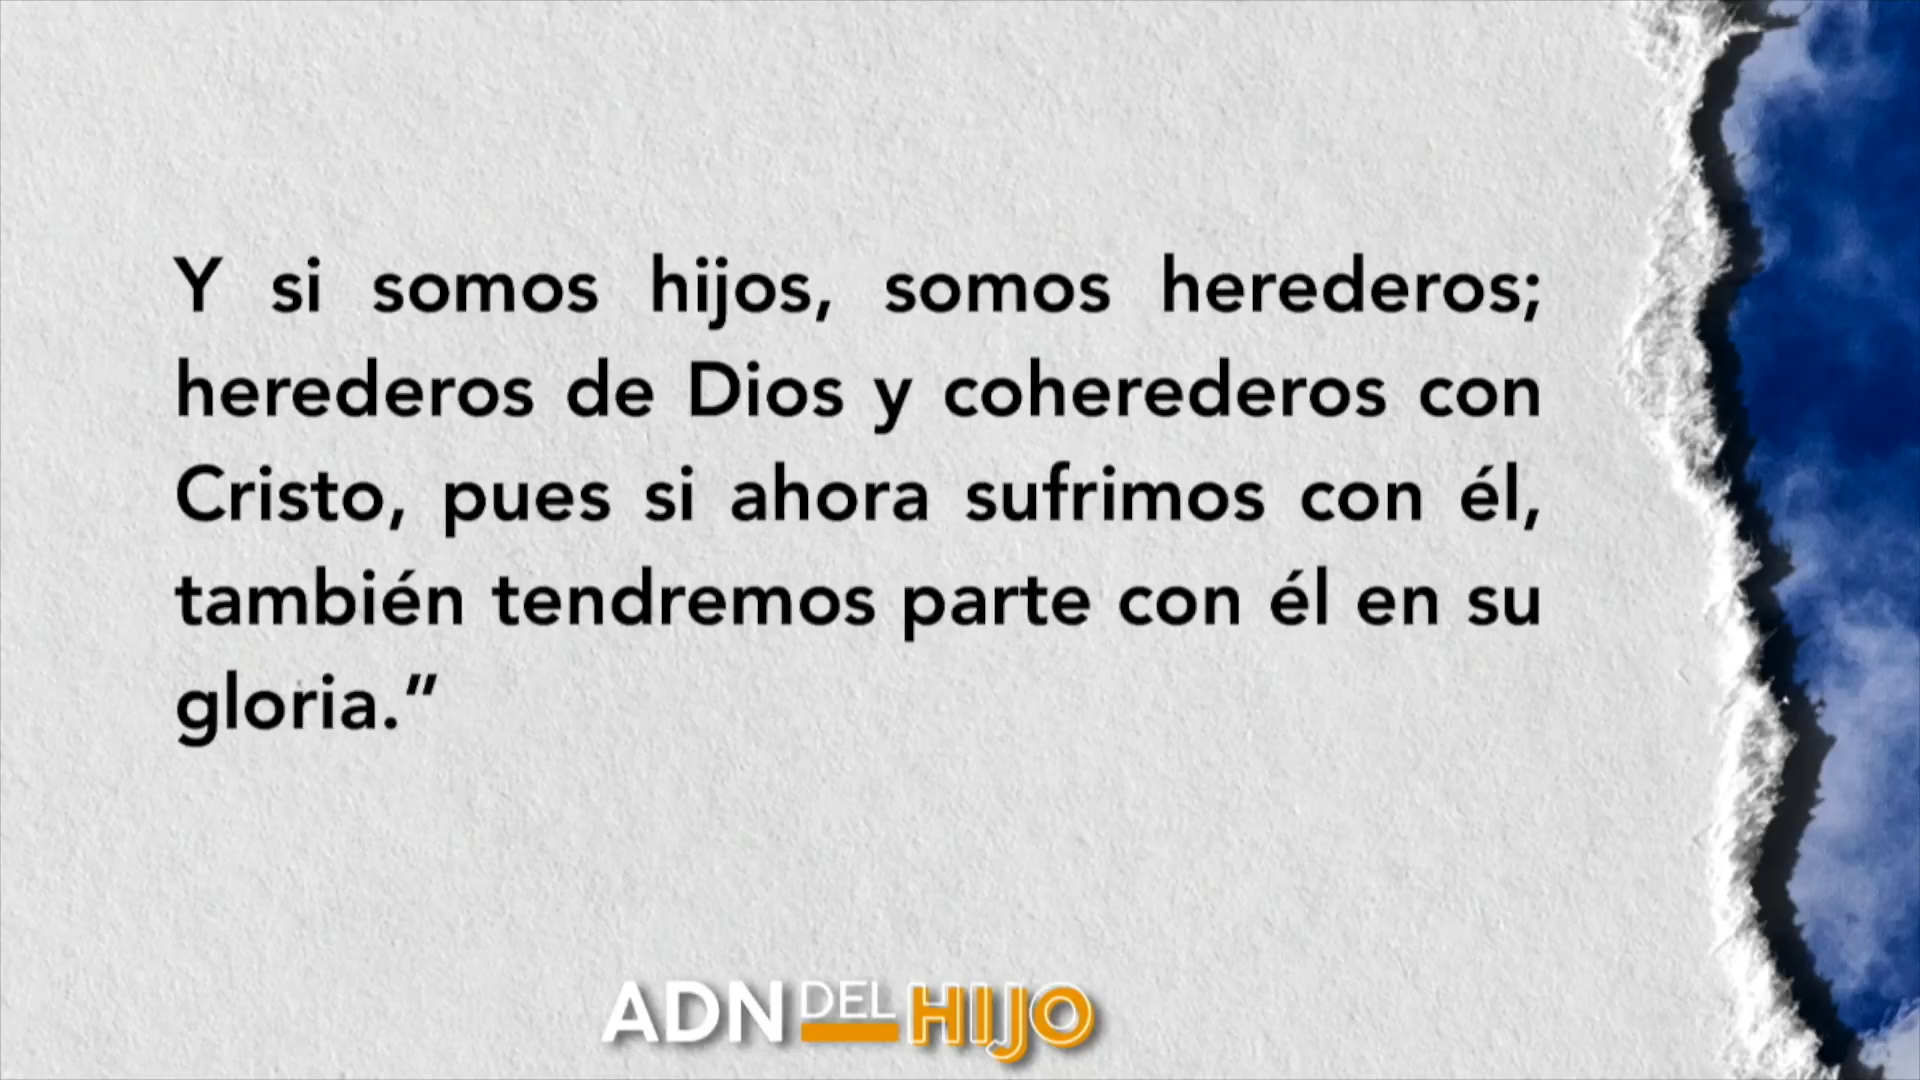 Y si somos hijos, somos herederos;
herederos de Dios y coherederos con
Cristo, pues si ahora sufrimos con él,
también tendremos parte con él en su
gloria.”
ADN DEL HIJO